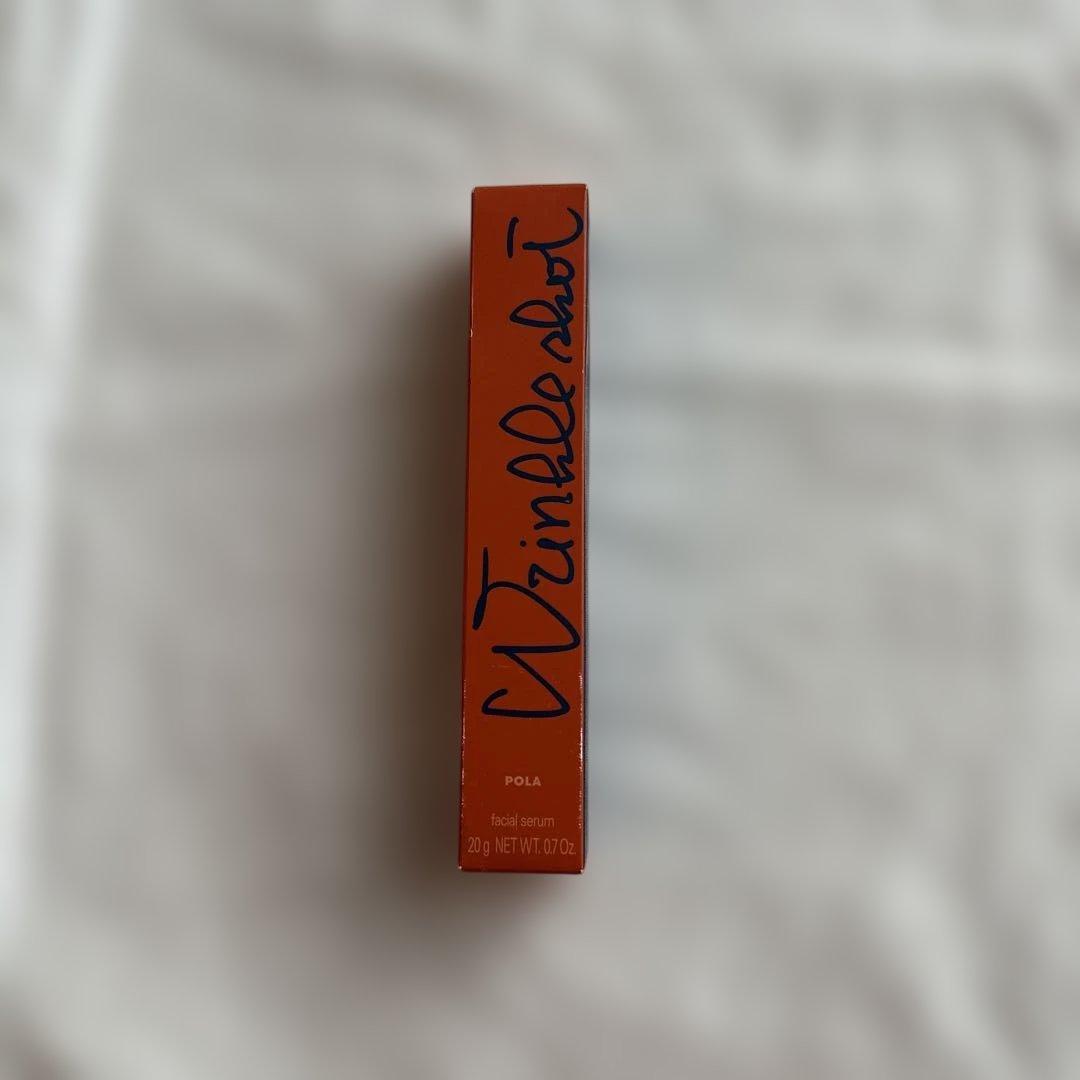 Wrinkle shot
POLA
facial serum
20 g NET WT. 0.7 Oz.